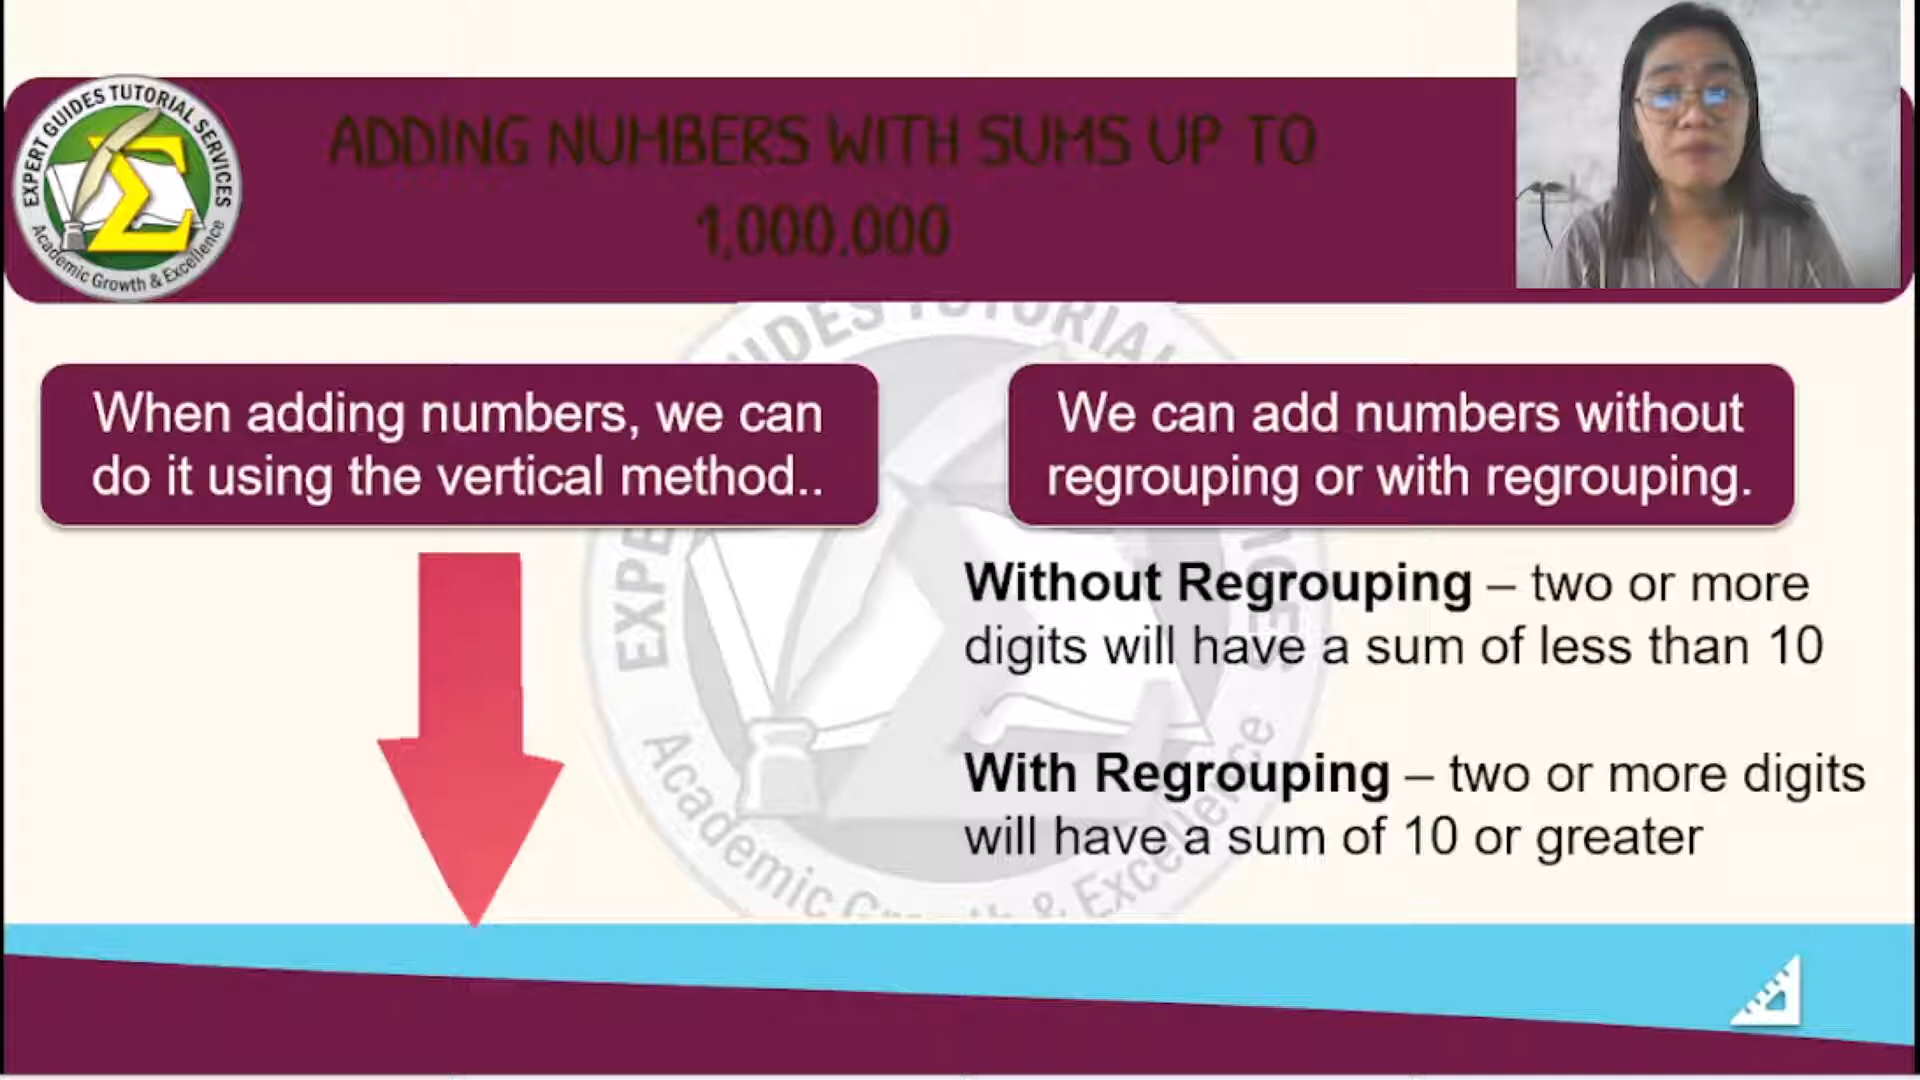 EXPERT GUIDES TUTORIAL SERVICES
Academic Growth & Excellence
ADDING NUMBERS WITH SUMS UP TO
1,000,000
When adding numbers, we can
do it using the vertical method..
We can add numbers without
regrouping or with regrouping.
Without Regrouping – two or more
digits will have a sum of less than 10
With Regrouping – two or more digits
will have a sum of 10 or greater